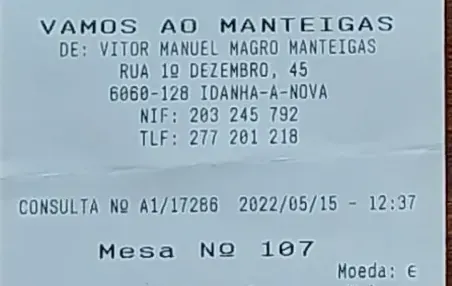 VAMOS AO MANTEIGAS
DE: VITOR MANUEL MAGRO MANTEIGAS
RUA 1º DEZEMBRO, 45
6060-128 IDANHA-A-NOVA
NIF: 203 245 792
TLF: 277 201 218
CONSULTA Nº A1/17286 2022/05/15 - 12:37
Mesa Nº 107
Moeda: €